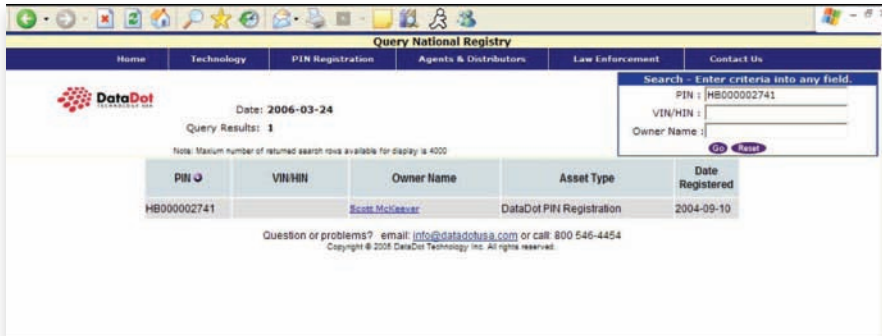 Query National Registry
Home Technology PIN Registration Agents & Distributors Law Enforcement Contact Us
Search - Enter criteria into any field.
PIN : HB000002741
VIN/HIN :
Owner Name :
Go Reset
DataDot
TECHNOLOGY USA
Date: 2006-03-24
Query Results: 1
Note: Maxium number of returned search rows available for display is 4000
PIN VIN/HIN Owner Name Asset Type Date Registered
HB000002741 Scott McKeever DataDot PIN Registration 2004-09-10
Question or problems? email: info@datadotusa.com or call: 800 546-4454
Copyright © 2005 DataDot Technology Inc. All rights reserved.